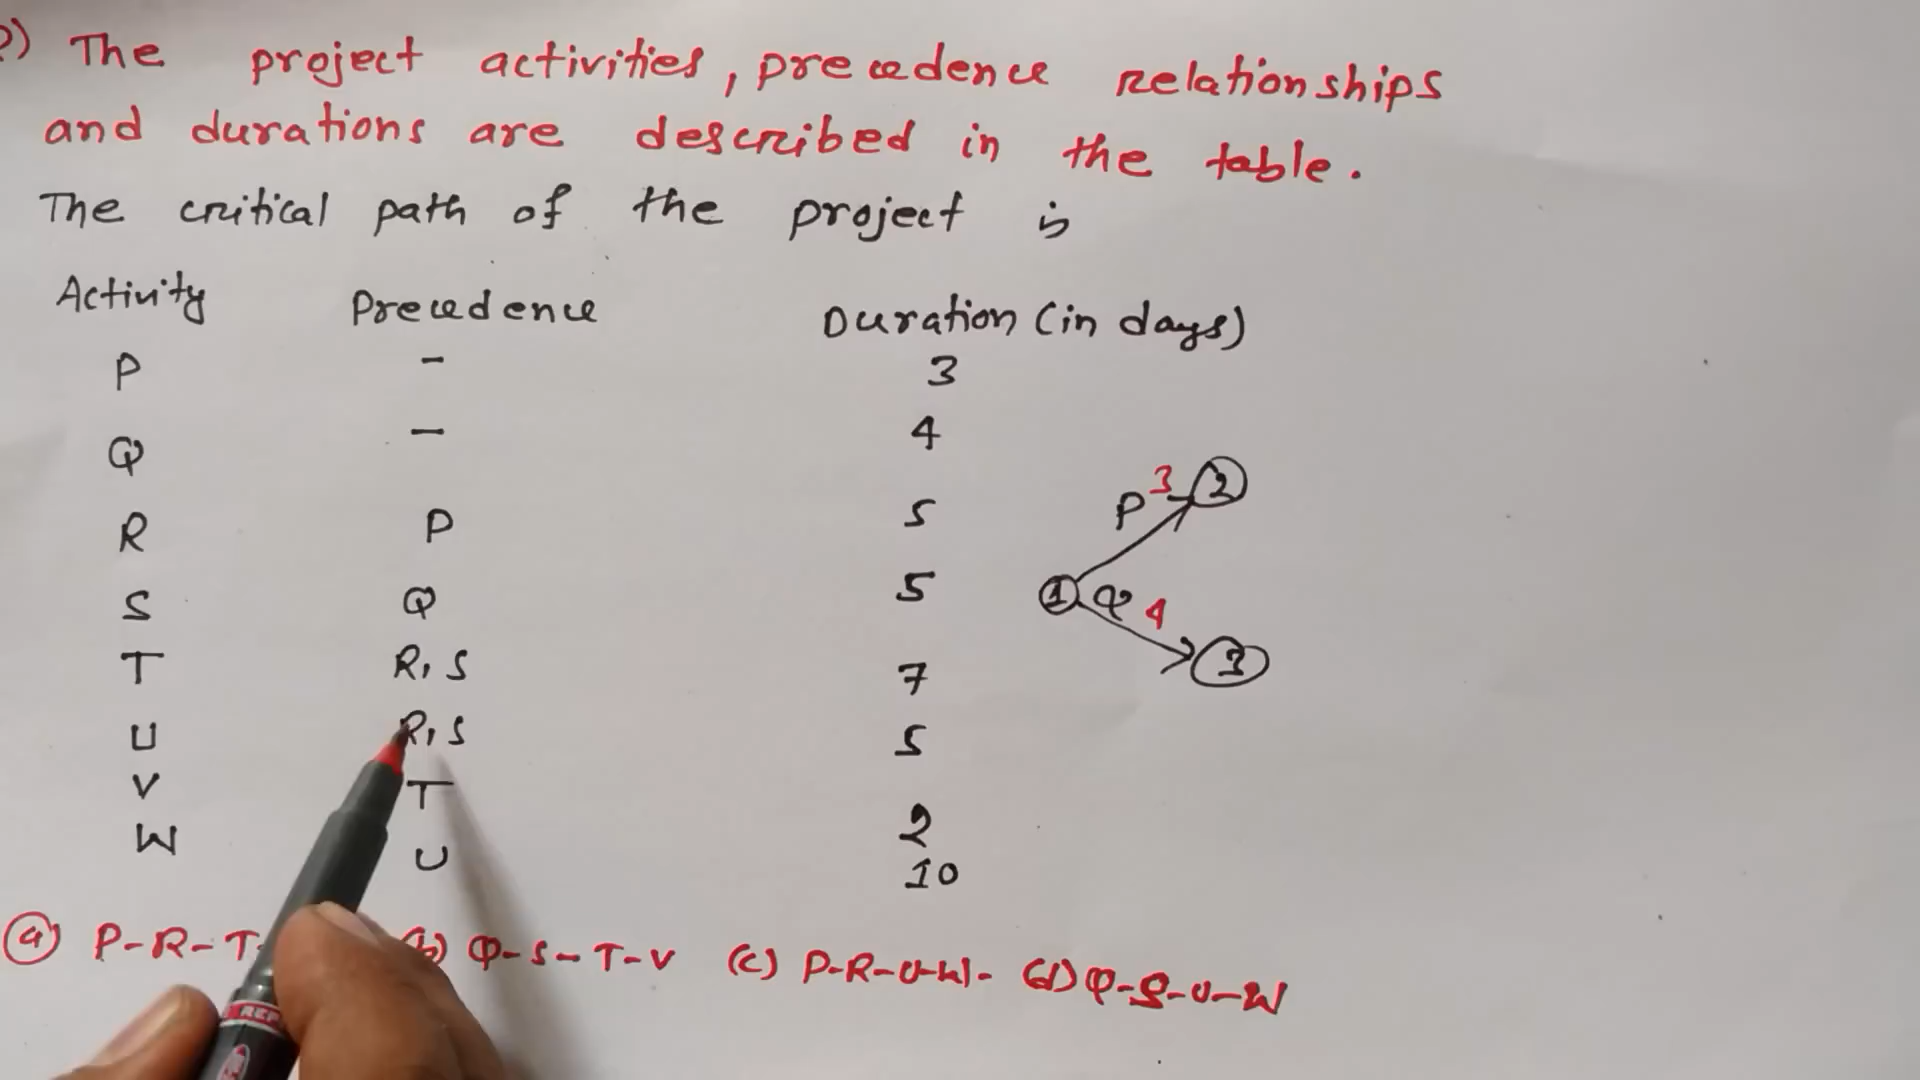 The project activities, precedence relationships
and durations are described in the table.
The critical path of the project is
Activity Precedence Duration (in days)
P - 3
Q - 4
R P 5
S Q 5
T R, S 7
U R, S 5
V T 2
W U 10
P 3 2
1 Q 4
3
(a) P-R-T- (b) Q-S-T-V (c) P-R-U-W- (d) Q-S-U-W
REP